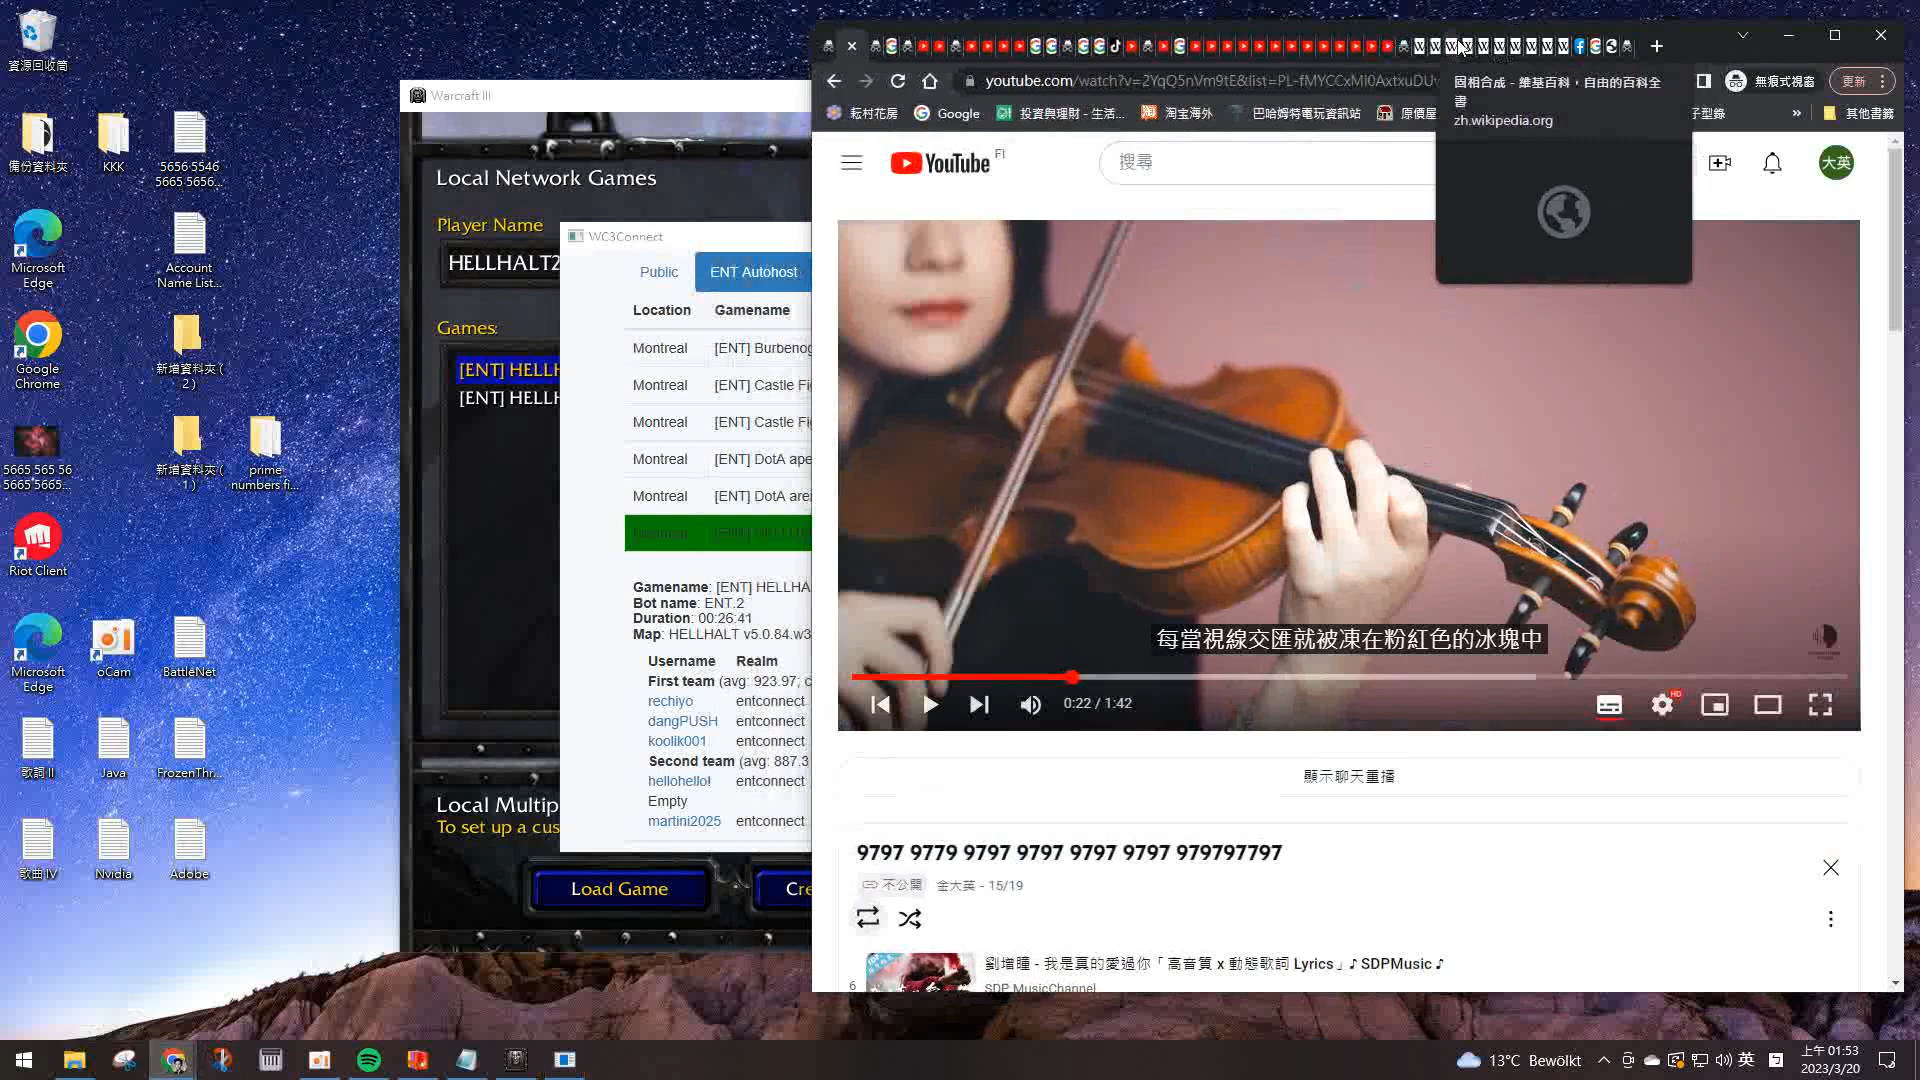 資源回收筒
備份資料夾
KKK
5656 5546
5665 5656...
Microsoft
Edge
Account
Name List...
Google
Chrome
新增資料夾 (
2 )
5665 565 56
5665 5665...
新增資料夾 (
1 )
prime
numbers fi...
Riot Client
Microsoft
Edge
oCam
BattleNet
歌詞 II
Java
FrozenThr...
歌曲 IV
Nvidia
Adobe
Warcraft III
Local Network Games
Player Name
HELLHALT2
Games:
[ENT] HELLH
[ENT] HELLH
Local Multip
To set up a cus
Load Game
Cre
WC3Connect
Public
ENT Autohost
Location Gamename
Montreal [ENT] Burbenog
Montreal [ENT] Castle Fi
Montreal [ENT] Castle Fi
Montreal [ENT] DotA ape
Montreal [ENT] DotA are
Gamename: [ENT] HELLHA
Bot name: ENT.2
Duration: 00:26:41
Map: HELLHALT v5.0.84.w3
Username Realm
First team (avg: 923.97; c
rechiyo entconnect
dangPUSH entconnect
koolik001 entconnect
Second team (avg: 887.3
hellohello! entconnect
Empty
martini2025 entconnect
youtube.com/watch?v=2YqQ5nVm9tE&list=PL-fMYCCxMl0AxtxuDU
無痕式視窗
更新
耘村花房
Google
投資與理財 - 生活...
淘宝海外
巴哈姆特電玩資訊站
原價屋
子型錄
»
其他書籤
固相合成 - 維基百科，自由的百科全
書
zh.wikipedia.org
YouTube FI
搜尋
大英
每當視線交匯就被凍在粉紅色的冰塊中
0:22 / 1:42
HD
顯示聊天重播
9797 9779 9797 9797 9797 9797 979797797
不公開
金大英 - 15/19
6
劉增瞳 - 我是真的愛過你「高音質 x 動態歌詞 Lyrics」♪ SDPMusic ♪
SDP MusicChannel
13°C Bewölkt
英
上午 01:53
2023/3/20